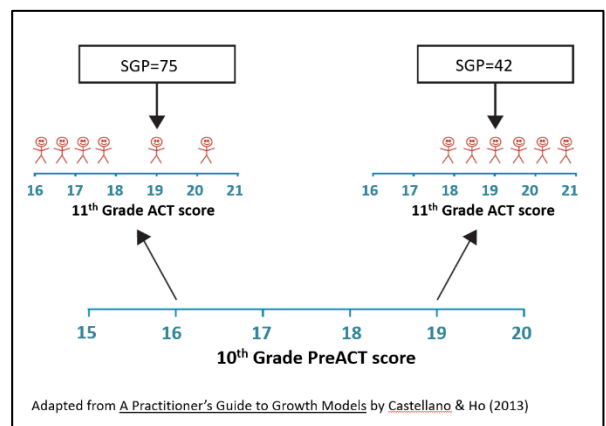 SGP=75
SGP=42
16 17 18 19 20 21
11th Grade ACT score
16 17 18 19 20 21
11th Grade ACT score
15 16 17 18 19 20
10th Grade PreACT score
Adapted from A Practitioner's Guide to Growth Models by Castellano & Ho (2013)